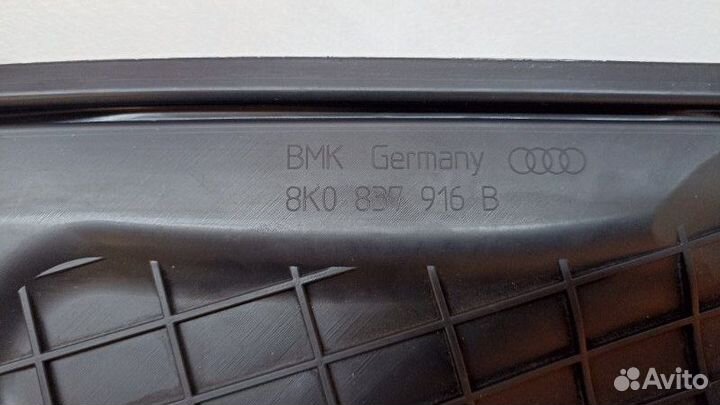 BMK Germany
8K0 837 916 B
Avito